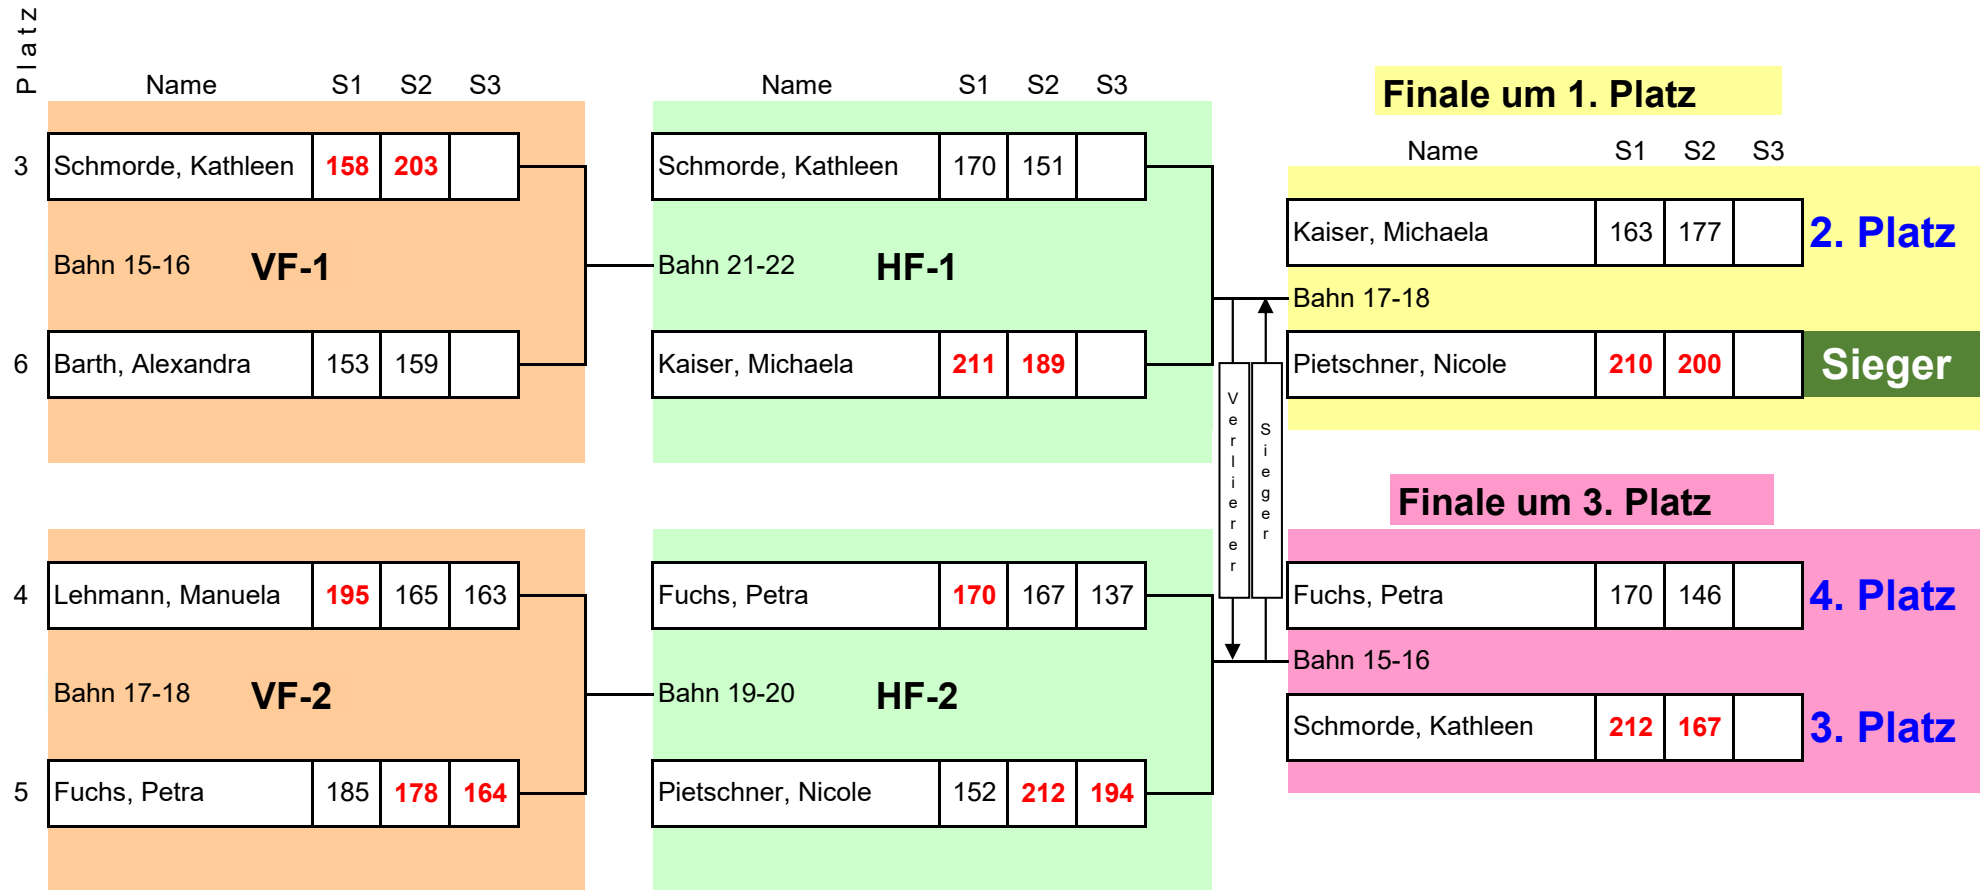 Platz
Name S1 S2 S3
3 Schmorde, Kathleen 158 203
Bahn 15-16 VF-1
6 Barth, Alexandra 153 159
4 Lehmann, Manuela 195 165 163
Bahn 17-18 VF-2
5 Fuchs, Petra 185 178 164
Name S1 S2 S3
Schmorde, Kathleen 170 151
Bahn 21-22 HF-1
Kaiser, Michaela 211 189
Fuchs, Petra 170 167 137
Bahn 19-20 HF-2
Pietschner, Nicole 152 212 194
Verlierer
Sieger
Finale um 1. Platz
Name S1 S2 S3
Kaiser, Michaela 163 177 2. Platz
Bahn 17-18
Pietschner, Nicole 210 200 Sieger
Finale um 3. Platz
Fuchs, Petra 170 146 4. Platz
Bahn 15-16
Schmorde, Kathleen 212 167 3. Platz